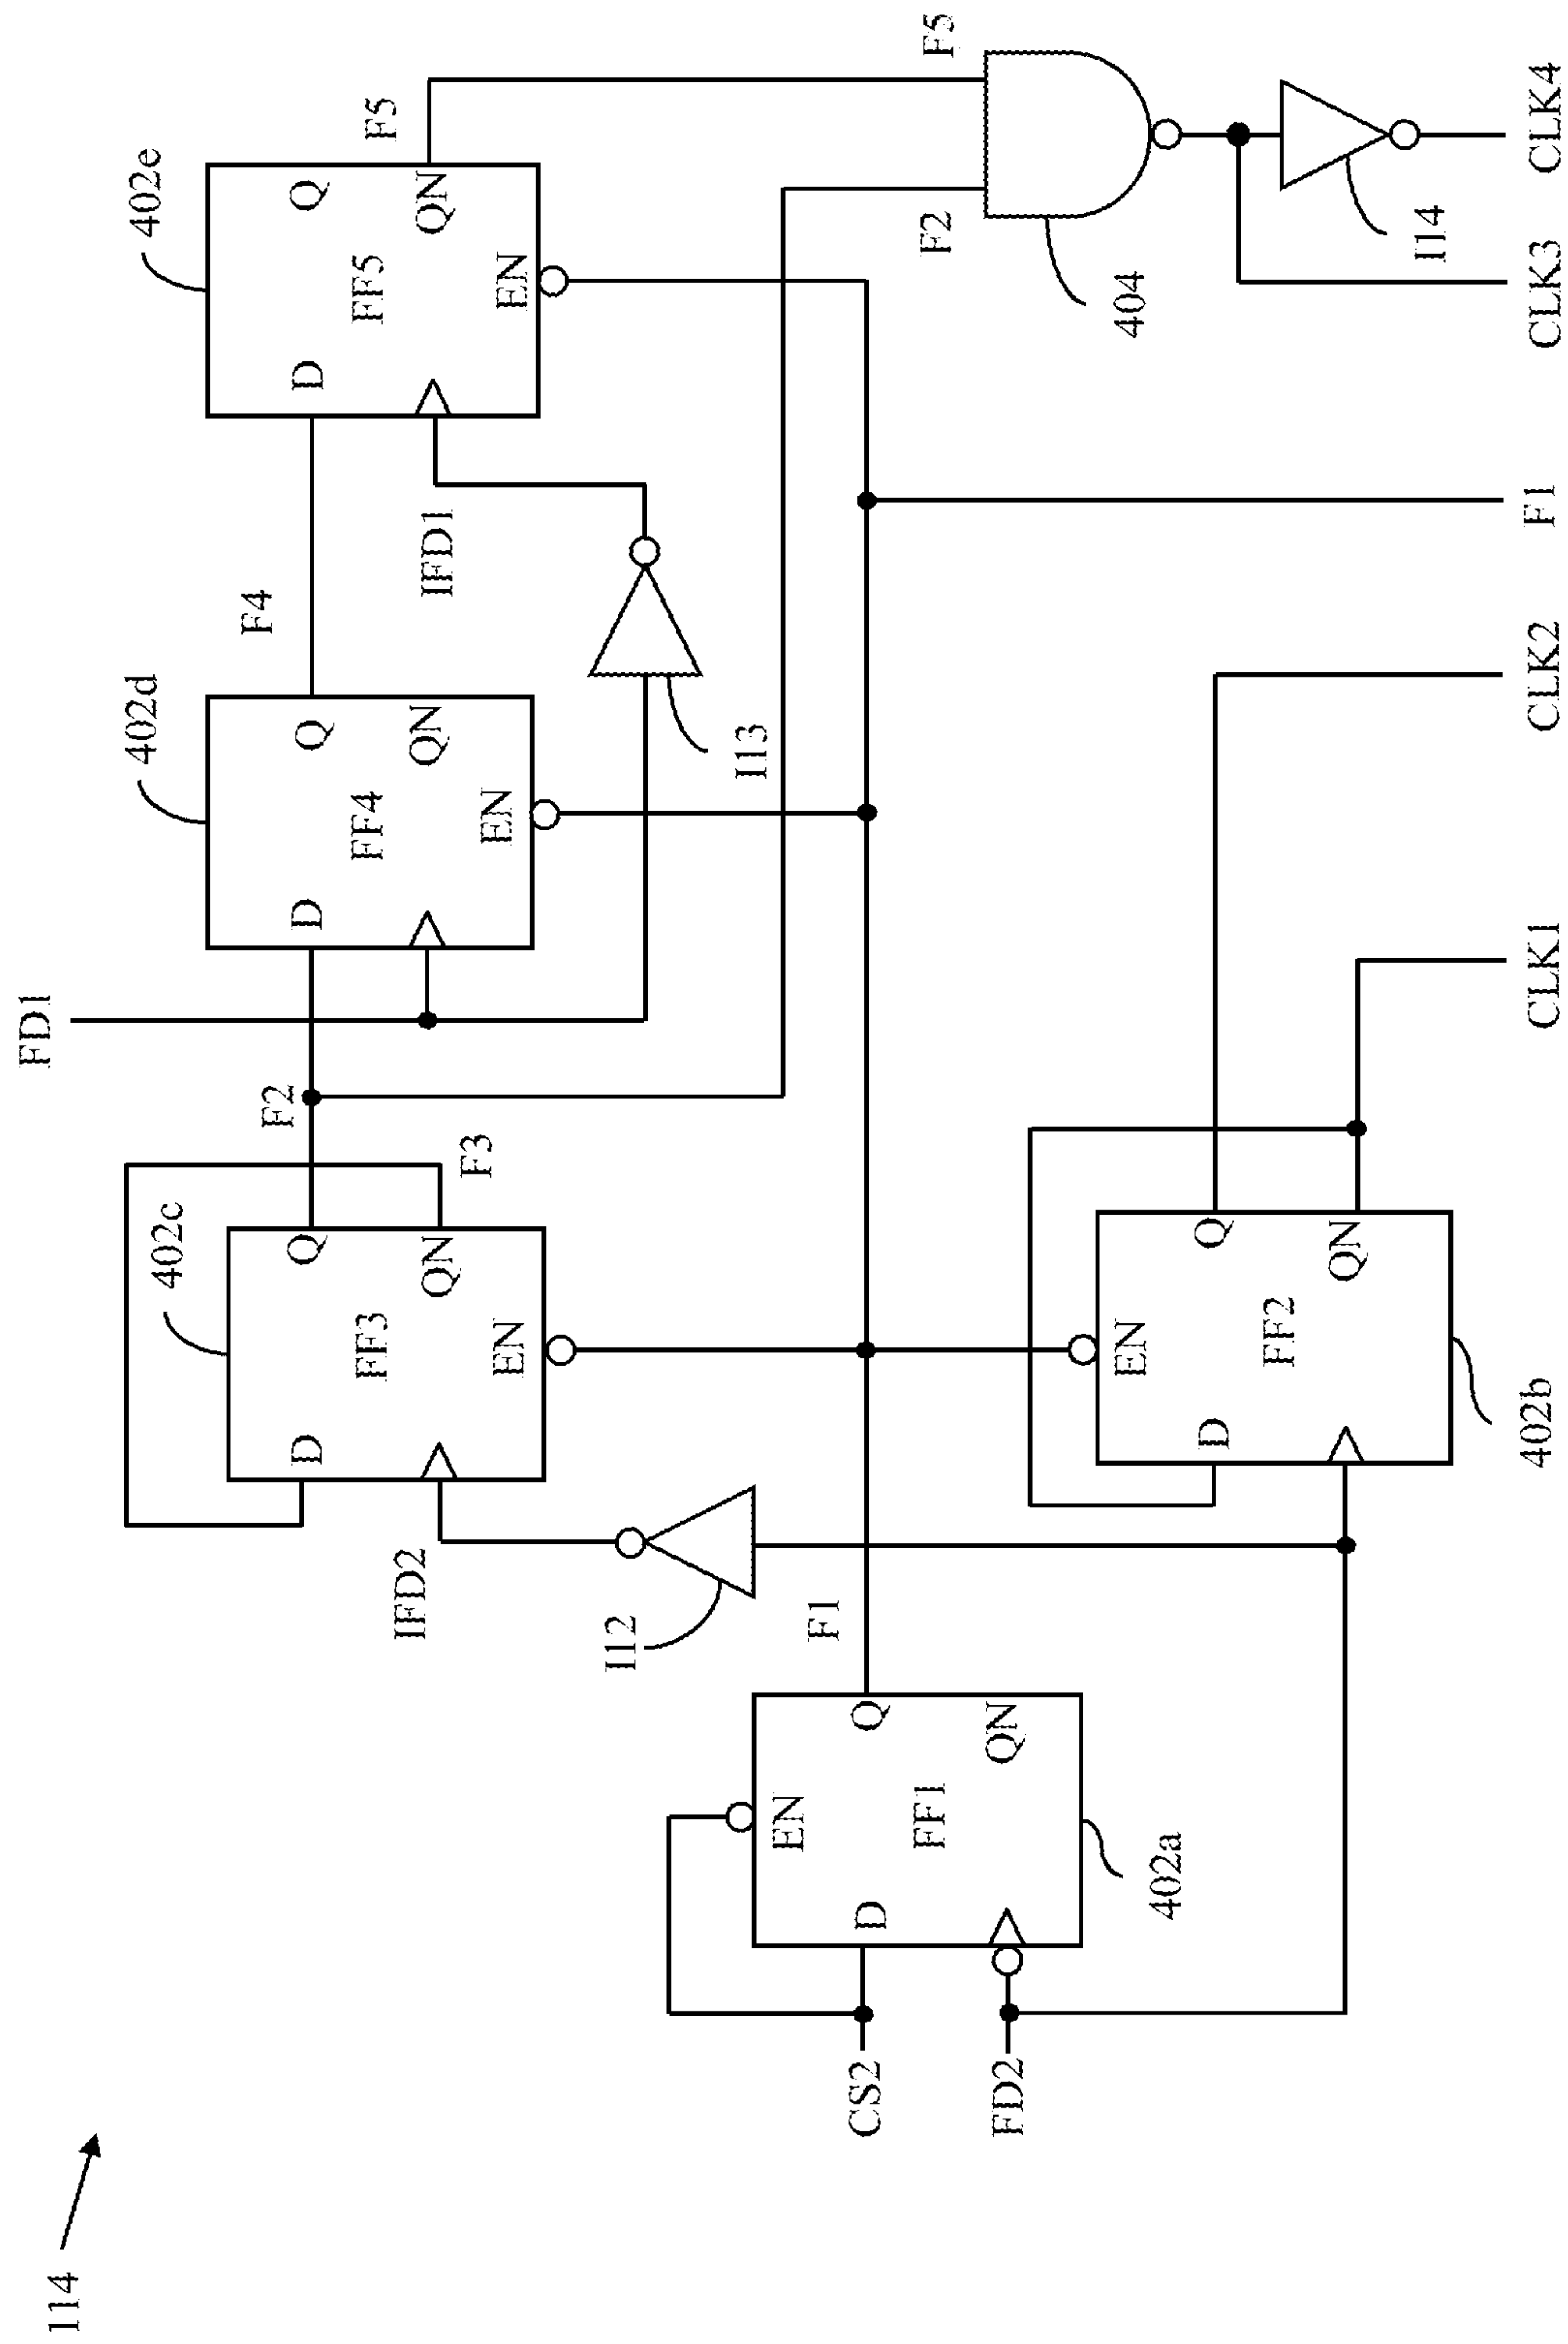 114
FD1
402c
402d
402e
F2
F4
F5
D
Q
D
Q
D
Q
FF3
FF4
FF5
IFD2
QN
F3
QN
IFD1
QN
EN
EN
EN
I12
I13
F1
EN
CS2
D
Q
F2
F5
FF1
FD2
QN
402a
EN
404
D
Q
FF2
QN
I14
402b
CLK1
CLK2
F1
CLK3
CLK4